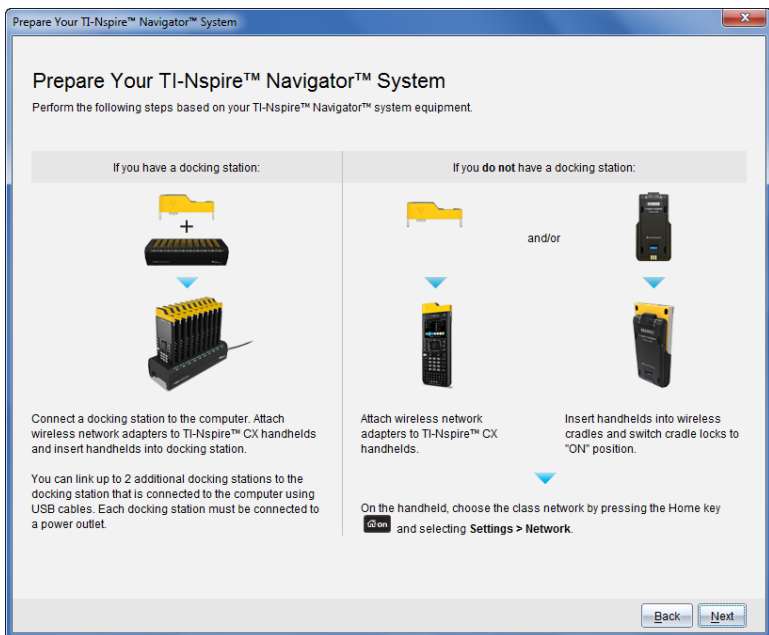 Prepare Your TI-Nspire™ Navigator™ System
Prepare Your TI-Nspire™ Navigator™ System
Perform the following steps based on your TI-Nspire™ Navigator™ system equipment.
If you have a docking station:
If you do not have a docking station:
+
and/or
Connect a docking station to the computer. Attach
wireless network adapters to TI-Nspire™ CX handhelds
and insert handhelds into docking station.
You can link up to 2 additional docking stations to the
docking station that is connected to the computer using
USB cables. Each docking station must be connected to
a power outlet.
Attach wireless network
adapters to TI-Nspire™ CX
handhelds.
Insert handhelds into wireless
cradles and switch cradle locks to
"ON" position.
On the handheld, choose the class network by pressing the Home key
on and selecting Settings > Network.
Back
Next